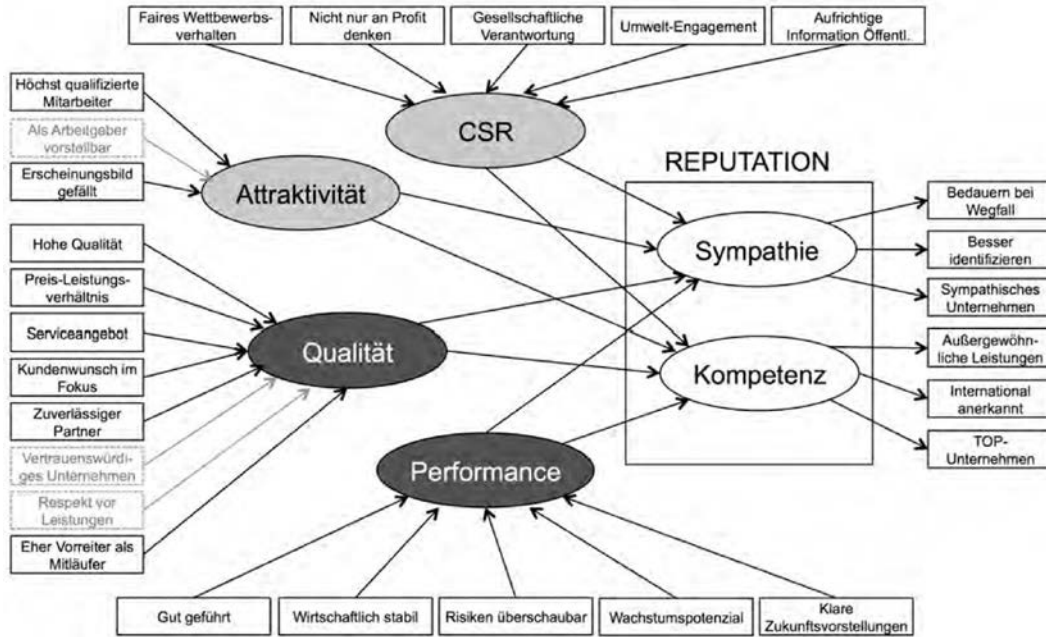 Faires Wettbewerbs-
verhalten
Nicht nur an Profit
denken
Gesellschaftliche
Verantwortung
Umwelt-Engagement
Aufrichtige
Information Öffentl.
Höchst qualifizierte
Mitarbeiter
Als Arbeitgeber
vorstellbar
Erscheinungsbild
gefällt
CSR
Attraktivität
REPUTATION
Hohe Qualität
Preis-Leistungs-
verhältnis
Serviceangebot
Kundenwunsch im
Fokus
Zuverlässiger
Partner
Vertrauenswürdi-
ges Unternehmen
Respekt vor
Leistungen
Eher Vorreiter als
Mitläufer
Qualität
Performance
Sympathie
Kompetenz
Bedauern bei
Wegfall
Besser
identifizieren
Sympathisches
Unternehmen
Außergewöhn-
liche Leistungen
International
anerkannt
TOP-
Unternehmen
Gut geführt
Wirtschaftlich stabil
Risiken überschaubar
Wachstumspotenzial
Klare
Zukunftsvorstellungen